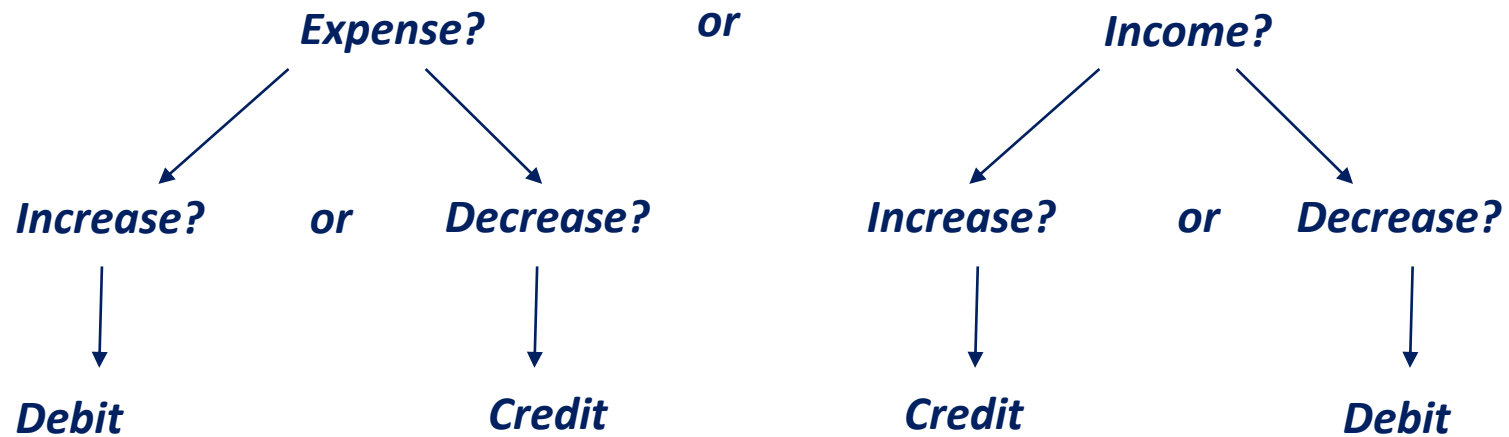 Expense? or Income?
Increase? or Decrease? Increase? or Decrease?
Debit Credit Credit Debit